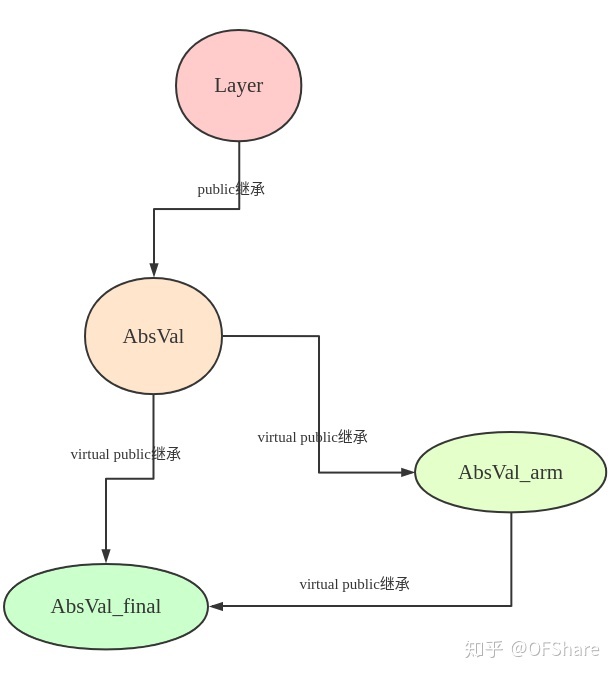 Layer
public继承
AbsVal
virtual public继承
virtual public继承
AbsVal_arm
virtual public继承
AbsVal_final
知乎 @OFShare